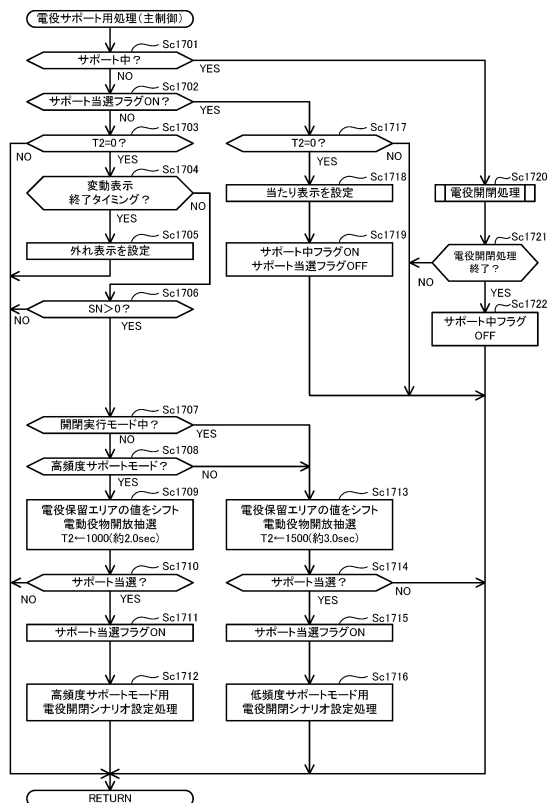 電役サポート用処理(主制御)
Sc1701
サポート中？
NO
YES
Sc1702
サポート当選フラグON？
YES
NO
Sc1703
T2=0？
NO
YES
Sc1717
T2=0？
NO
YES
Sc1704
変動表示
終了タイミング？
NO
YES
Sc1718
当たり表示を設定
Sc1720
電役開閉処理
Sc1705
外れ表示を設定
Sc1719
サポート中フラグON
サポート当選フラグOFF
Sc1721
電役開閉処理
終了？
NO
YES
Sc1706
SN＞0？
NO
YES
Sc1722
サポート中フラグ
OFF
Sc1707
開閉実行モード中？
NO
YES
Sc1708
高頻度サポートモード？
YES
NO
Sc1709
電役保留エリアの値をシフト
電動役物開放抽選
T2←1000(約2.0sec)
Sc1713
電役保留エリアの値をシフト
電動役物開放抽選
T2←1500(約3.0sec)
Sc1710
サポート当選？
NO
YES
Sc1714
サポート当選？
YES
NO
Sc1711
サポート当選フラグON
Sc1715
サポート当選フラグON
Sc1712
高頻度サポートモード用
電役開閉シナリオ設定処理
Sc1716
低頻度サポートモード用
電役開閉シナリオ設定処理
RETURN